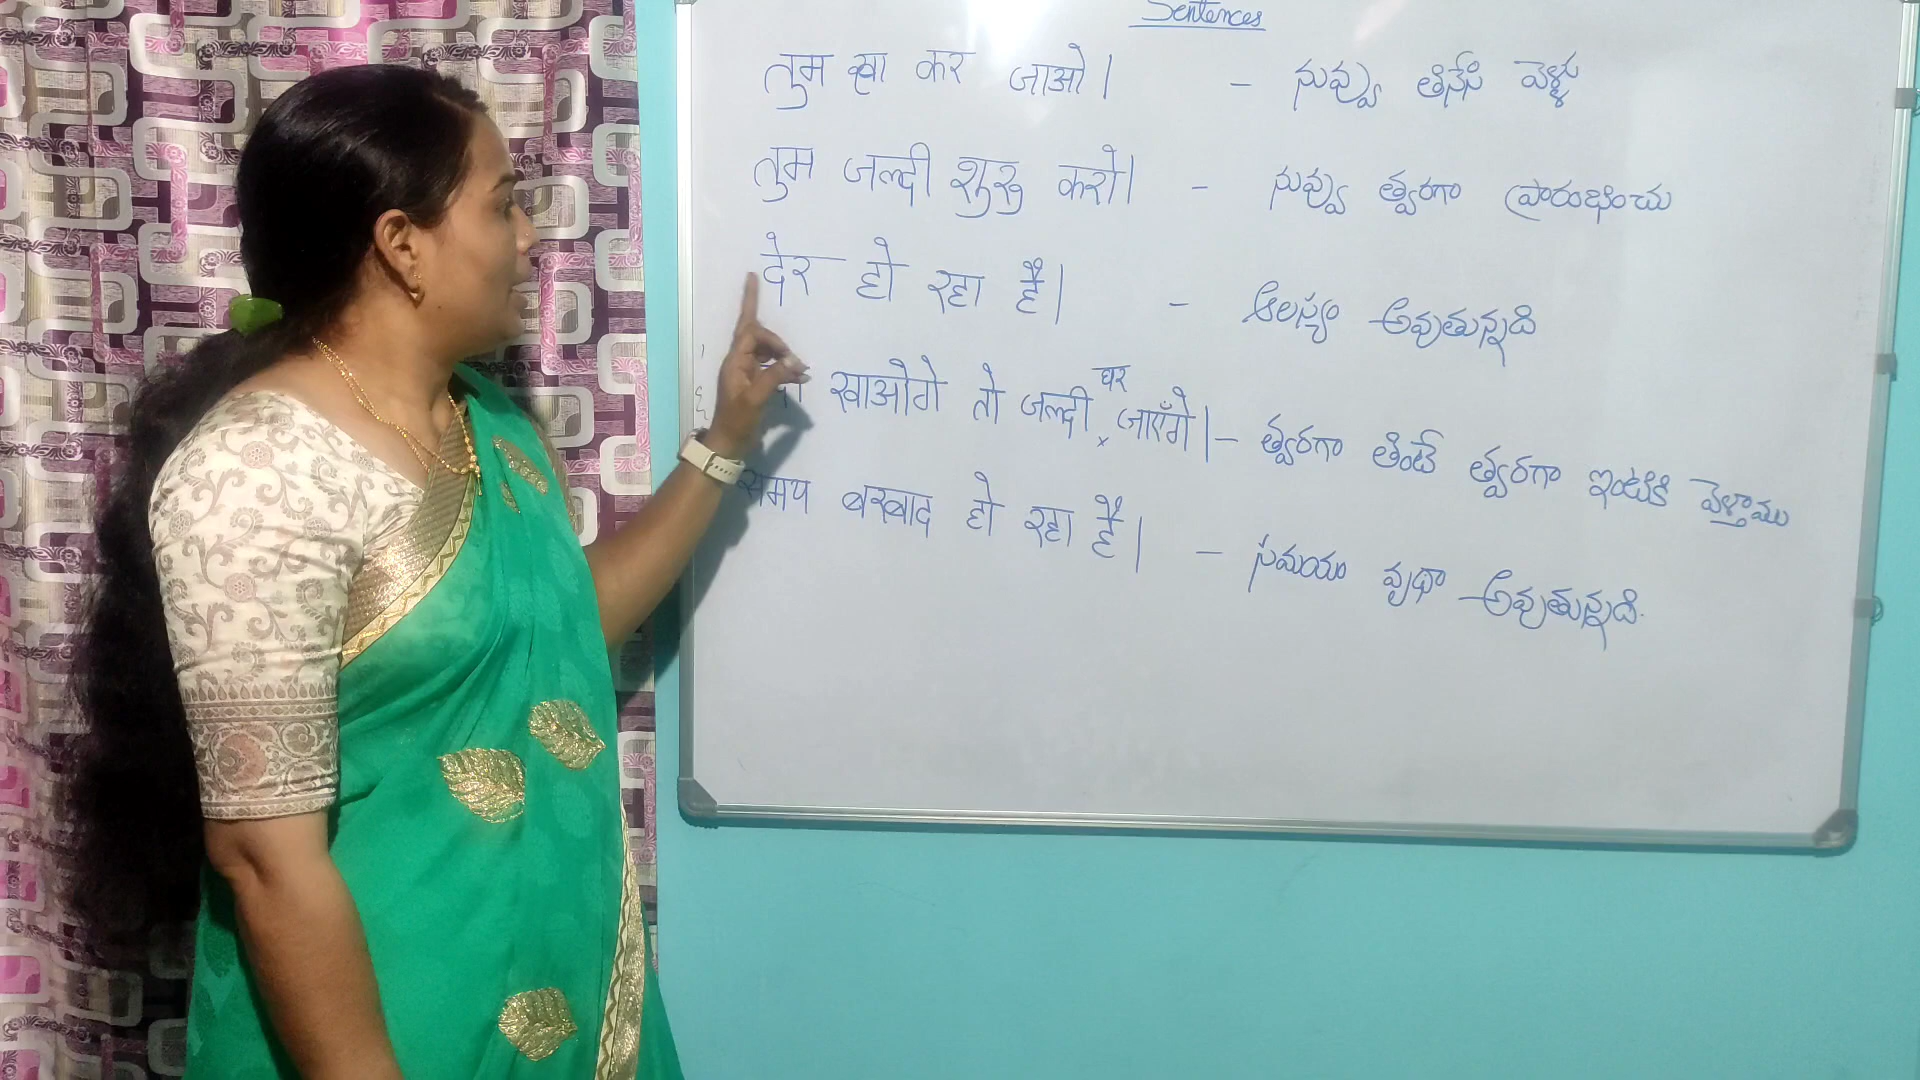 Sentences
तुम खा कर जाओ। - నువ్వు తినేసి వెళ్ళు
तुम जल्दी शुरु करो। - నువ్వు త్వరగా ప్రారంభించు
देर हो रहा है। - ఆలస్యం అవుతున్నది
खाओगे तो जल्दी घर जाएँगे। - త్వరగా తింటే త్వరగా ఇంటికి వెళ్తాము
समय बरबाद हो रहा है। - సమయం వృథా అవుతున్నది.